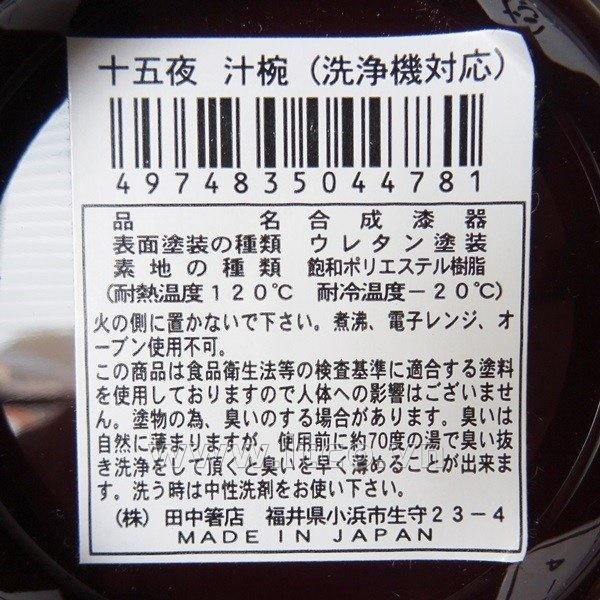 十五夜 汁椀（洗浄機対応）
4974835044781
品名 合成漆器
表面塗装の種類 ウレタン塗装
素地の種類 飽和ポリエステル樹脂
（耐熱温度１２０℃ 耐冷温度－２０℃）
火の側に置かないで下さい。煮沸、電子レンジ、オ
ーブン使用不可。
この商品は食品衛生法等の検査基準に適合する塗料
を使用しておりますので人体への影響はございませ
ん。塗物の為、臭いのする場合があります。臭いは
自然に薄まりますが、使用前に約70度の湯で臭い抜
き洗浄をして頂くと臭いを早く薄めることが出来ま
す。洗う時は中性洗剤をお使い下さい。
（株） 田中箸店 福井県小浜市生守２３－４
MADE IN JAPAN